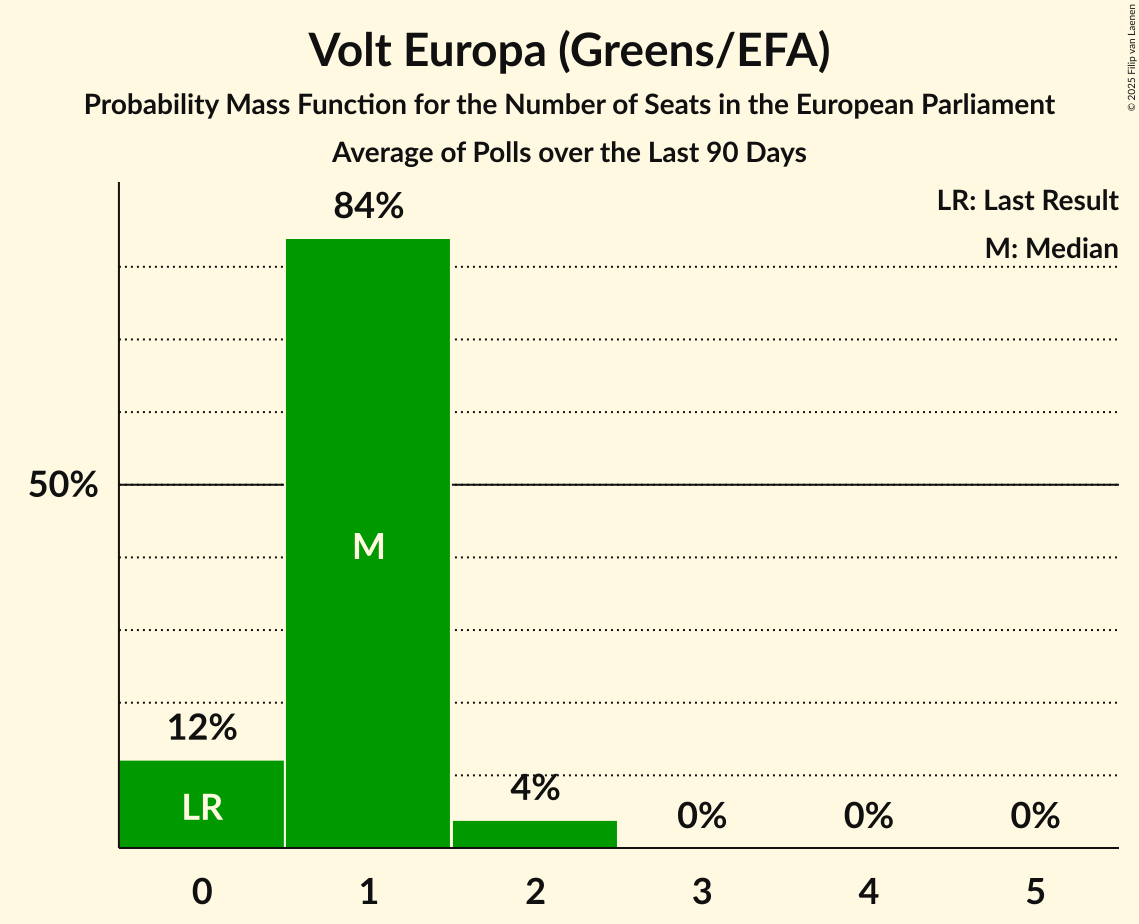 Volt Europa (Greens/EFA)
Probability Mass Function for the Number of Seats in the European Parliament
Average of Polls over the Last 90 Days
© 2025 Filip van Laenen
LR: Last Result
M: Median
84%
50%
M
12%
LR
4%
0%
0%
0%
0
1
2
3
4
5